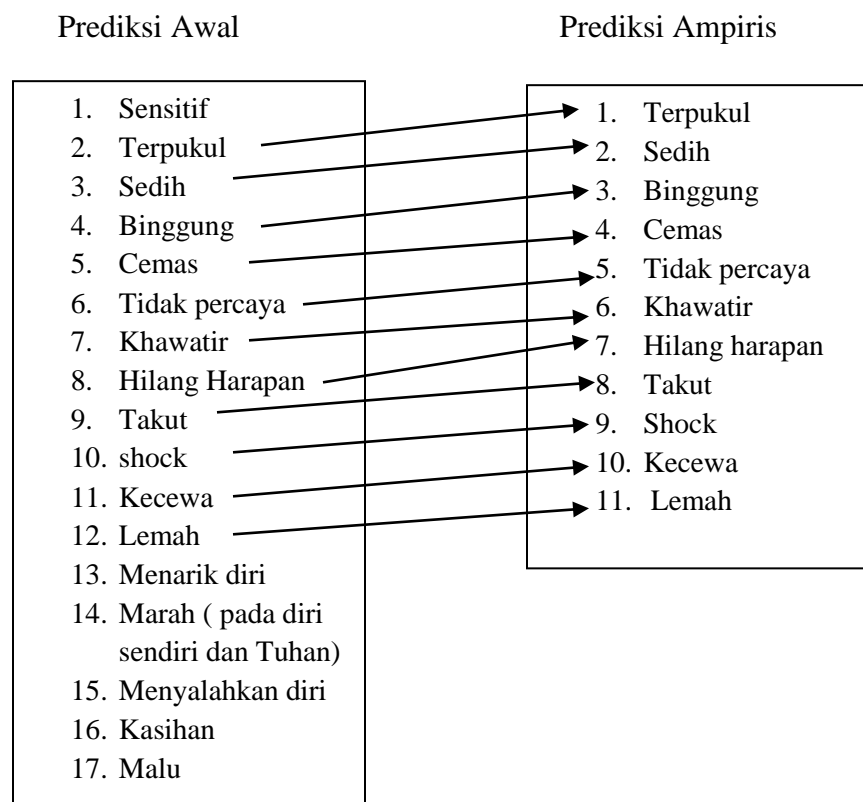 Prediksi Awal
1. Sensitif
2. Terpukul
3. Sedih
4. Binggung
5. Cemas
6. Tidak percaya
7. Khawatir
8. Hilang Harapan
9. Takut
10. shock
11. Kecewa
12. Lemah
13. Menarik diri
14. Marah ( pada diri
sendiri dan Tuhan)
15. Menyalahkan diri
16. Kasihan
17. Malu
Prediksi Ampiris
1. Terpukul
2. Sedih
3. Binggung
4. Cemas
5. Tidak percaya
6. Khawatir
7. Hilang harapan
8. Takut
9. Shock
10. Kecewa
11. Lemah